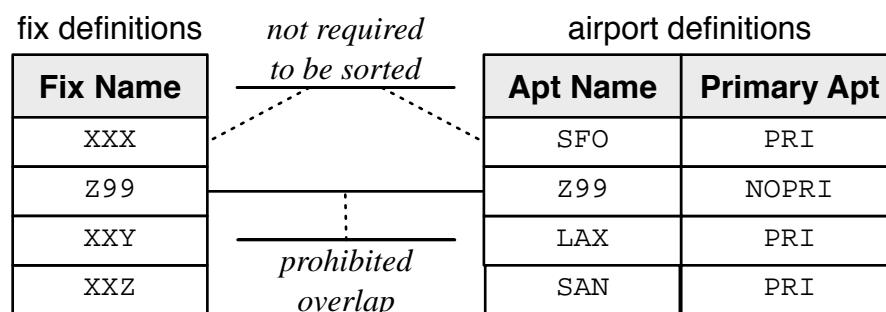 fix definitions
not required
to be sorted
airport definitions
Fix Name
Apt Name Primary Apt
XXX
SFO PRI
Z99
Z99 NOPRI
XXY
LAX PRI
prohibited
overlap
XXZ
SAN PRI